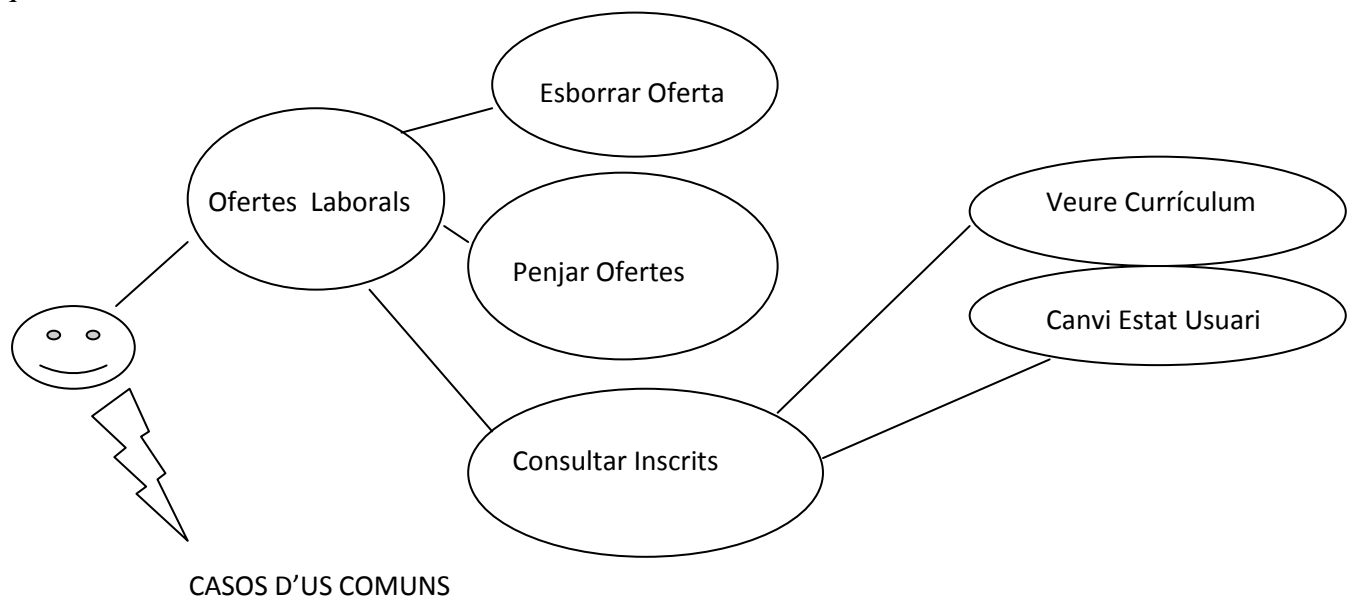 Esborrar Oferta
Ofertes Laborals
Veure Currículum
Penjar Ofertes
Canvi Estat Usuari
Consultar Inscrits
CASOS D'US COMUNS